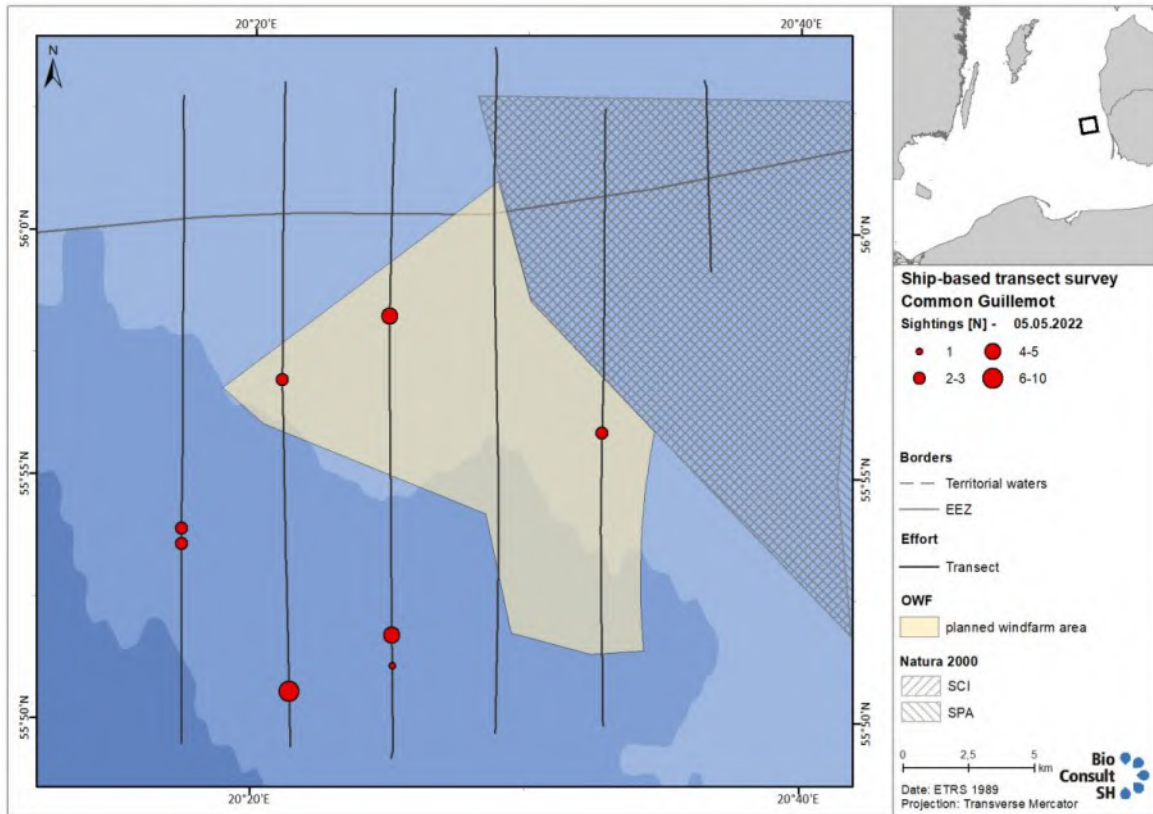 20°20'E
20°40'E
N
56°0'N
56°0'N
55°55'N
55°55'N
55°50'N
55°50'N
20°20'E
20°40'E
Ship-based transect survey
Common Guillemot
Sightings [N] - 05.05.2022
1
4-5
2-3
6-10
Borders
Territorial waters
EEZ
Effort
Transect
OWF
planned windfarm area
Natura 2000
SCI
SPA
0 2,5 5
km
Date: ETRS 1989
Projection: Transverse Mercator
Bio
Consult
SH